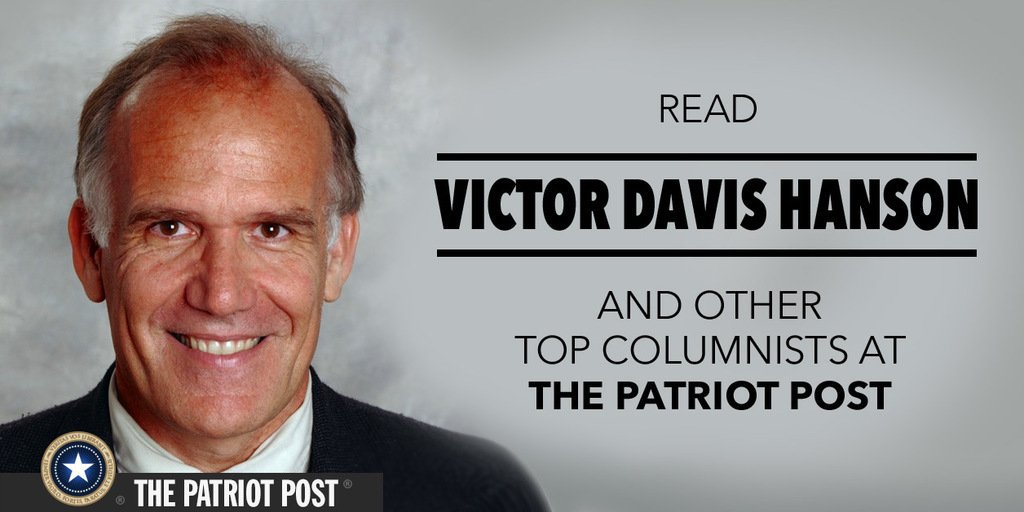 READ
VICTOR DAVIS HANSON
AND OTHER
TOP COLUMNISTS AT
THE PATRIOT POST
® THE PATRIOT POST®